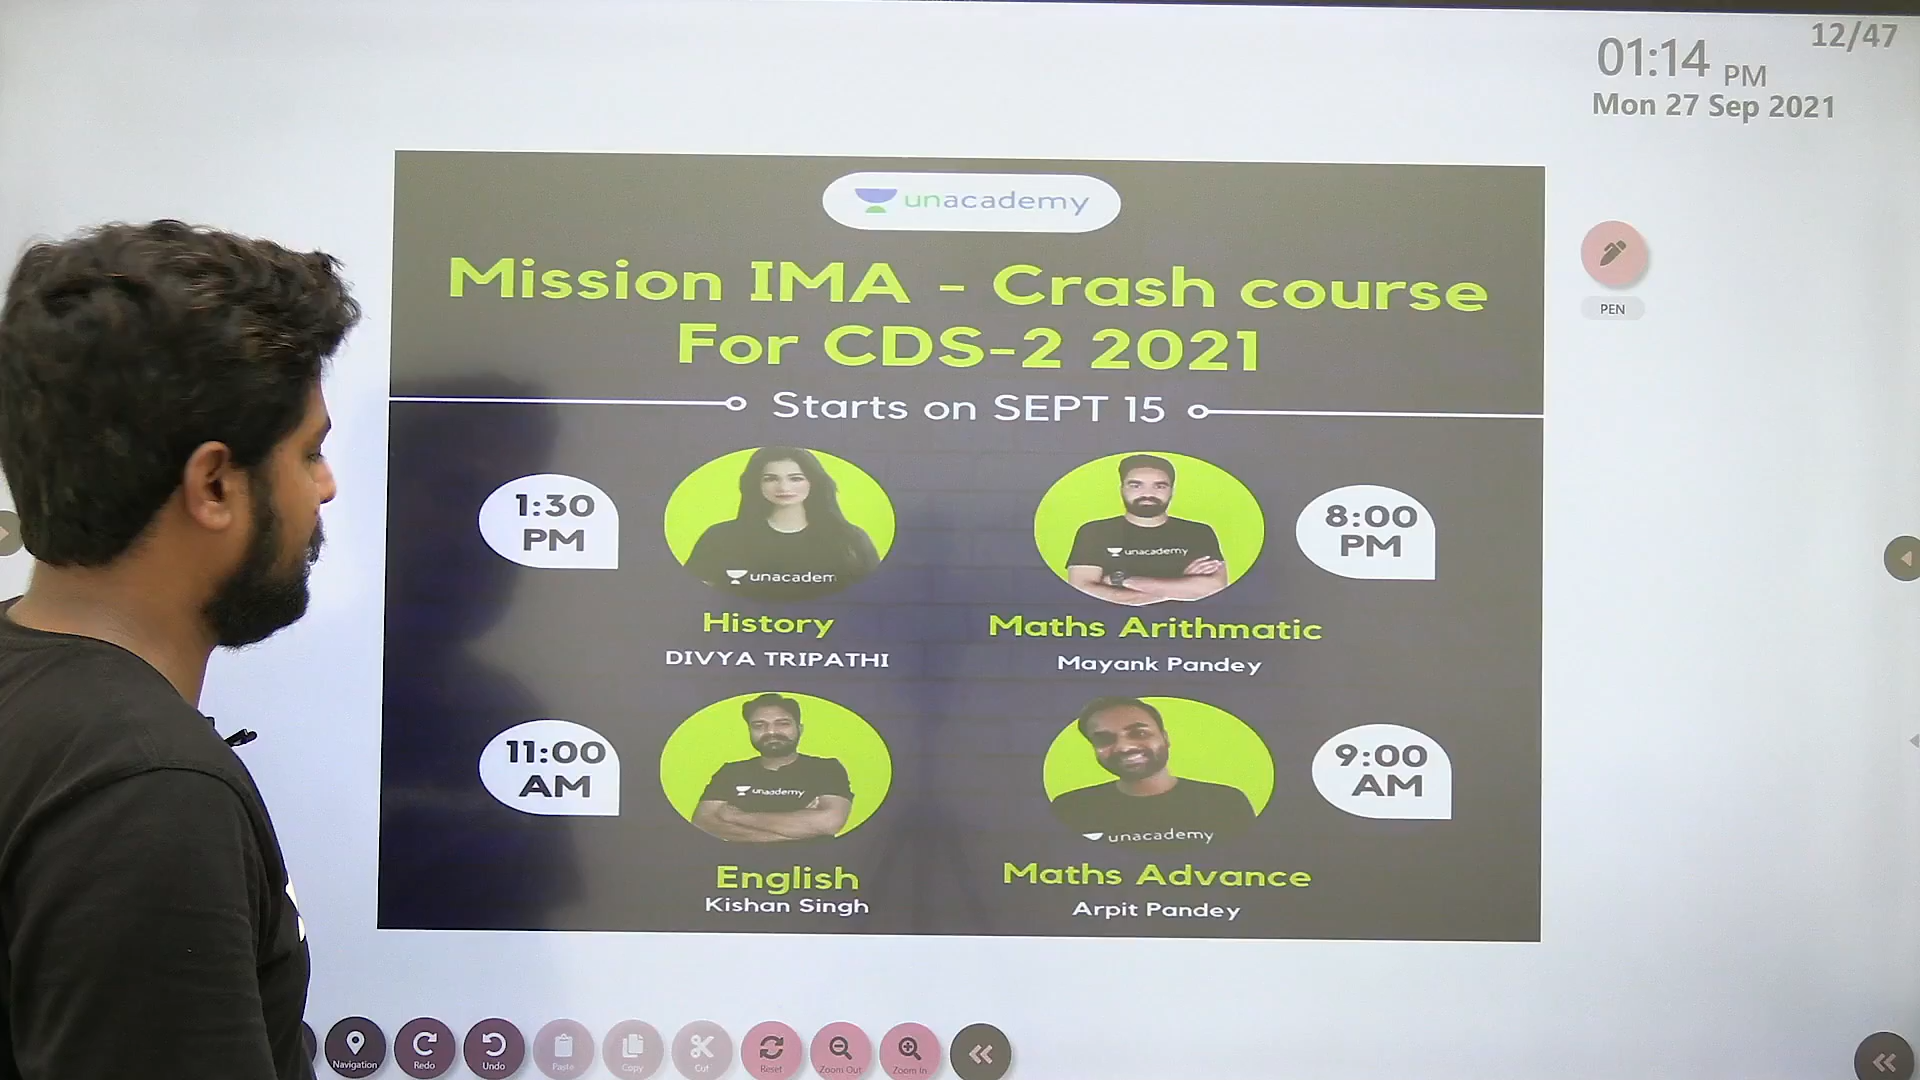 12/47
01:14 PM
Mon 27 Sep 2021
unacademy
Mission IMA - Crash course
For CDS-2 2021
Starts on SEPT 15
PEN
1:30
PM
unacadem
History
DIVYA TRIPATHI
unacademy
8:00
PM
Maths Arithmatic
Mayank Pandey
11:00
AM
unacademy
English
Kishan Singh
unacademy
9:00
AM
Maths Advance
Arpit Pandey
Navigation
Redo
Undo
Paste
Copy
Cut
Reset
Zoom Out
Zoom In